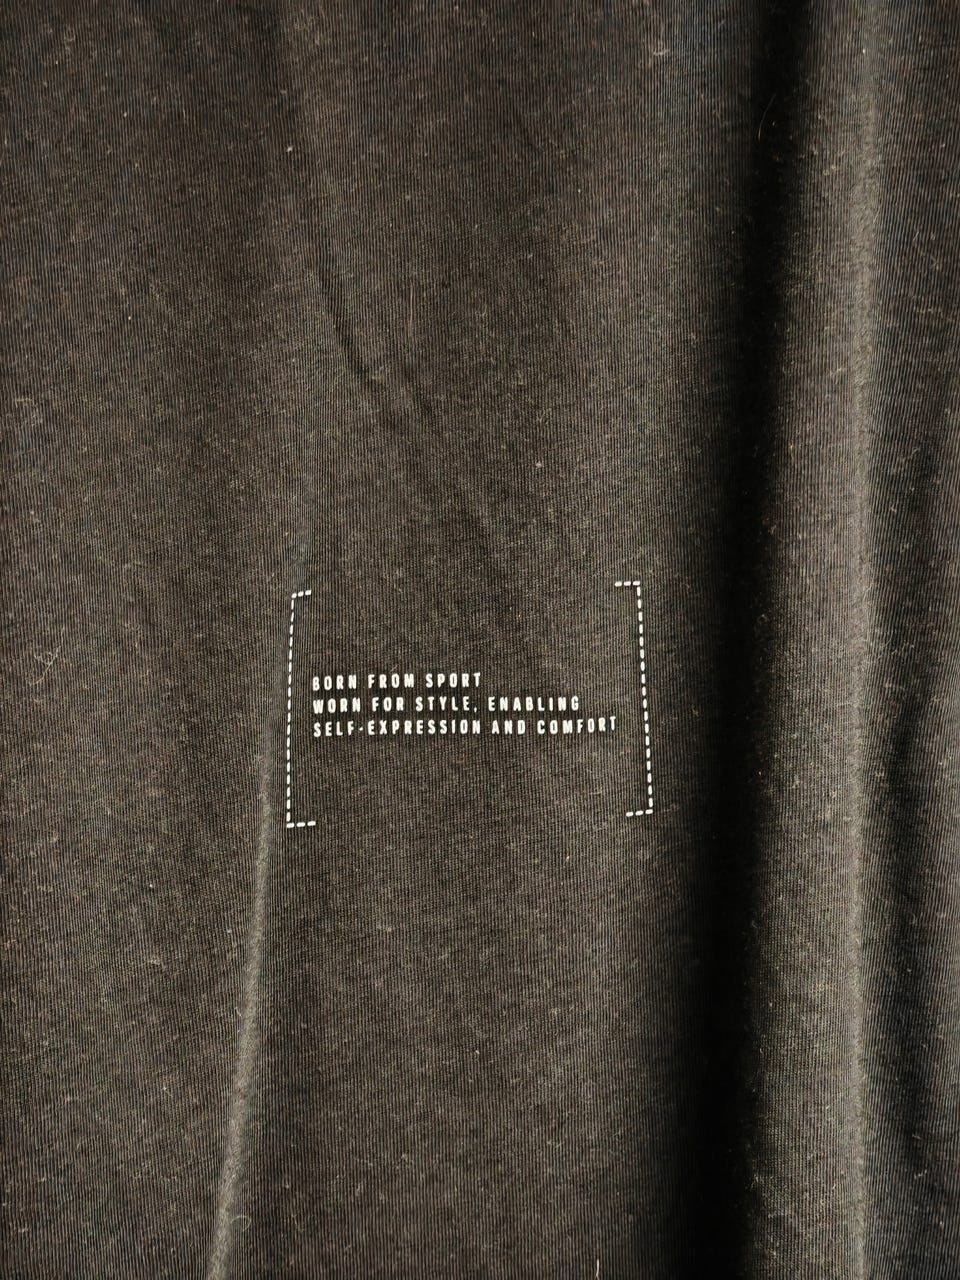 BORN FROM SPORT
WORN FOR STYLE, ENABLING
SELF-EXPRESSION AND COMFORT